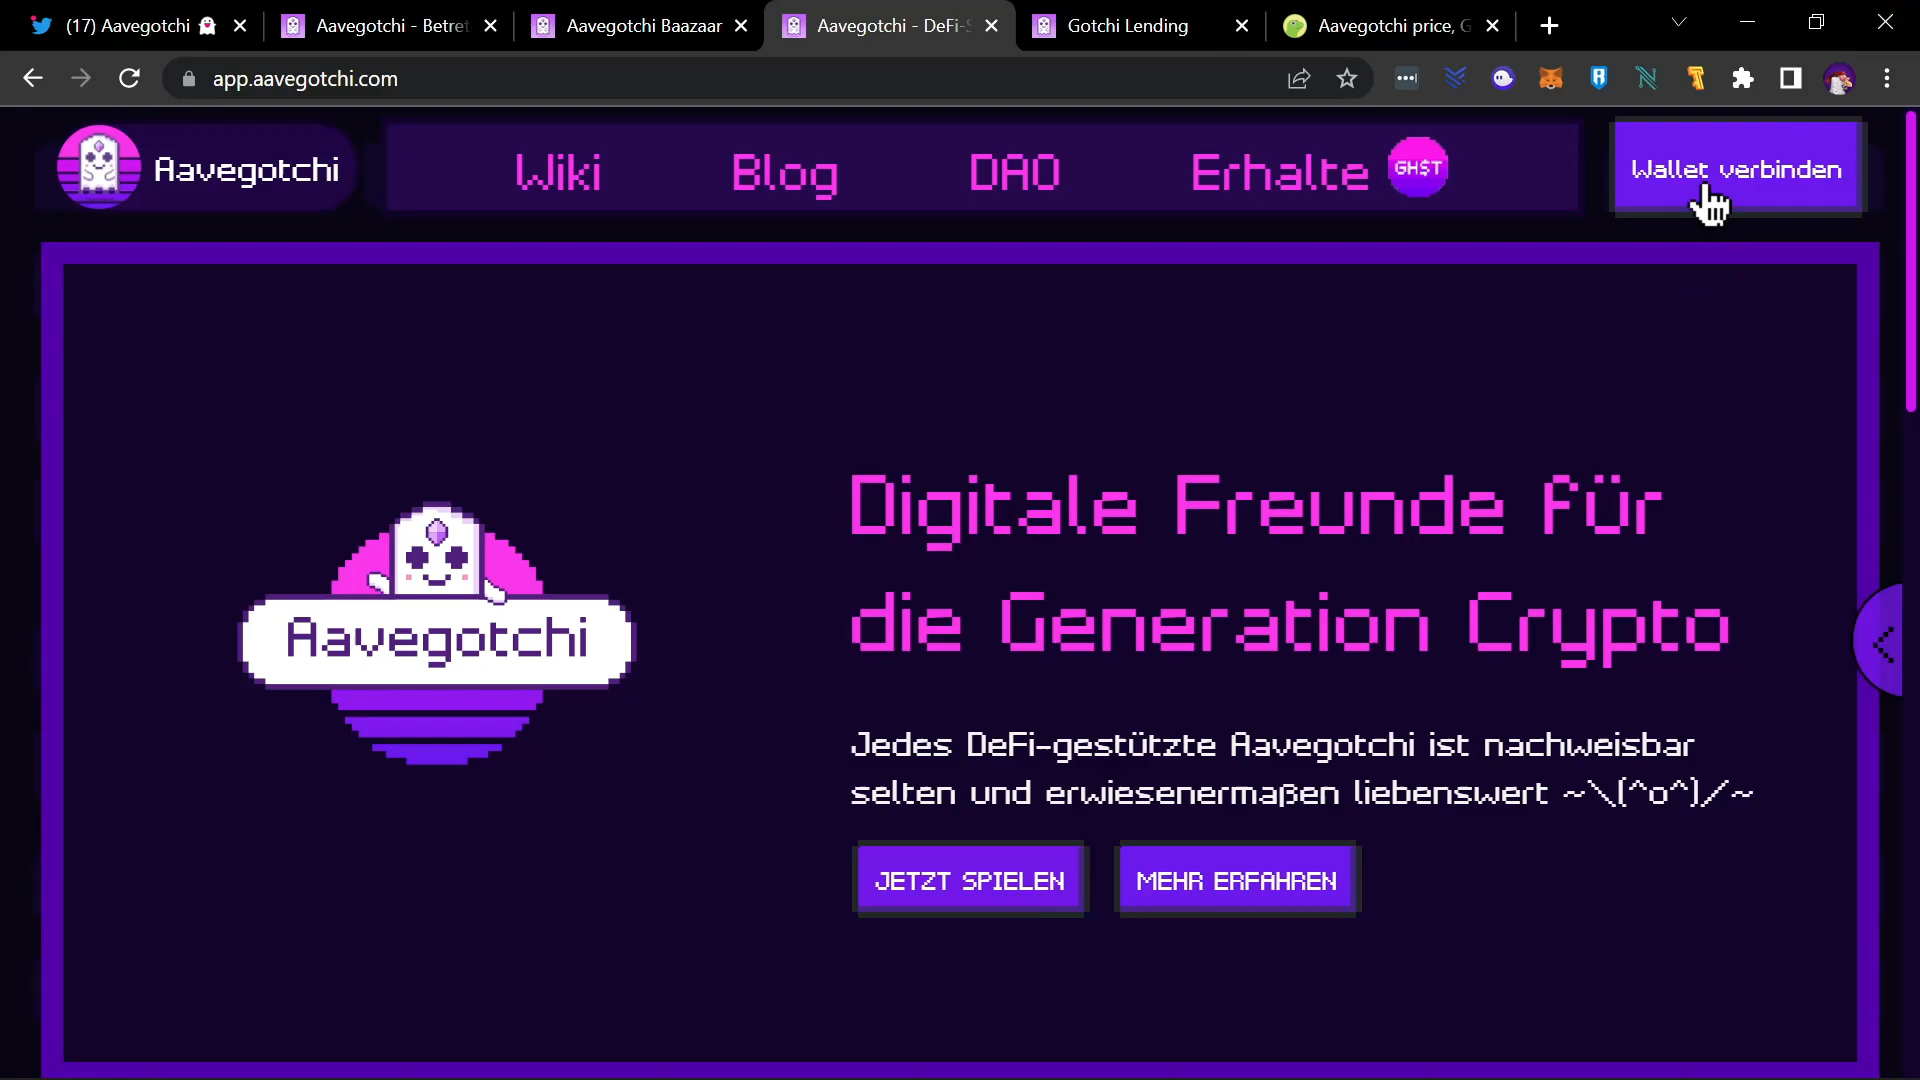 (17) Aavegotchi
Aavegotchi - Betret
Aavegotchi Baazaar
Aavegotchi - DeFi-S
Gotchi Lending
Aavegotchi price, G
app.aavegotchi.com
Aavegotchi
Wiki
Blog
DAO
Erhalte GH$T
Wallet verbinden
Aavegotchi
Digitale Freunde für
die Generation Crypto
Jedes DeFi-gestützte Aavegotchi ist nachweisbar
selten und erwiesenermaßen liebenswert ~\(^o^)/~
JETZT SPIELEN
MEHR ERFAHREN